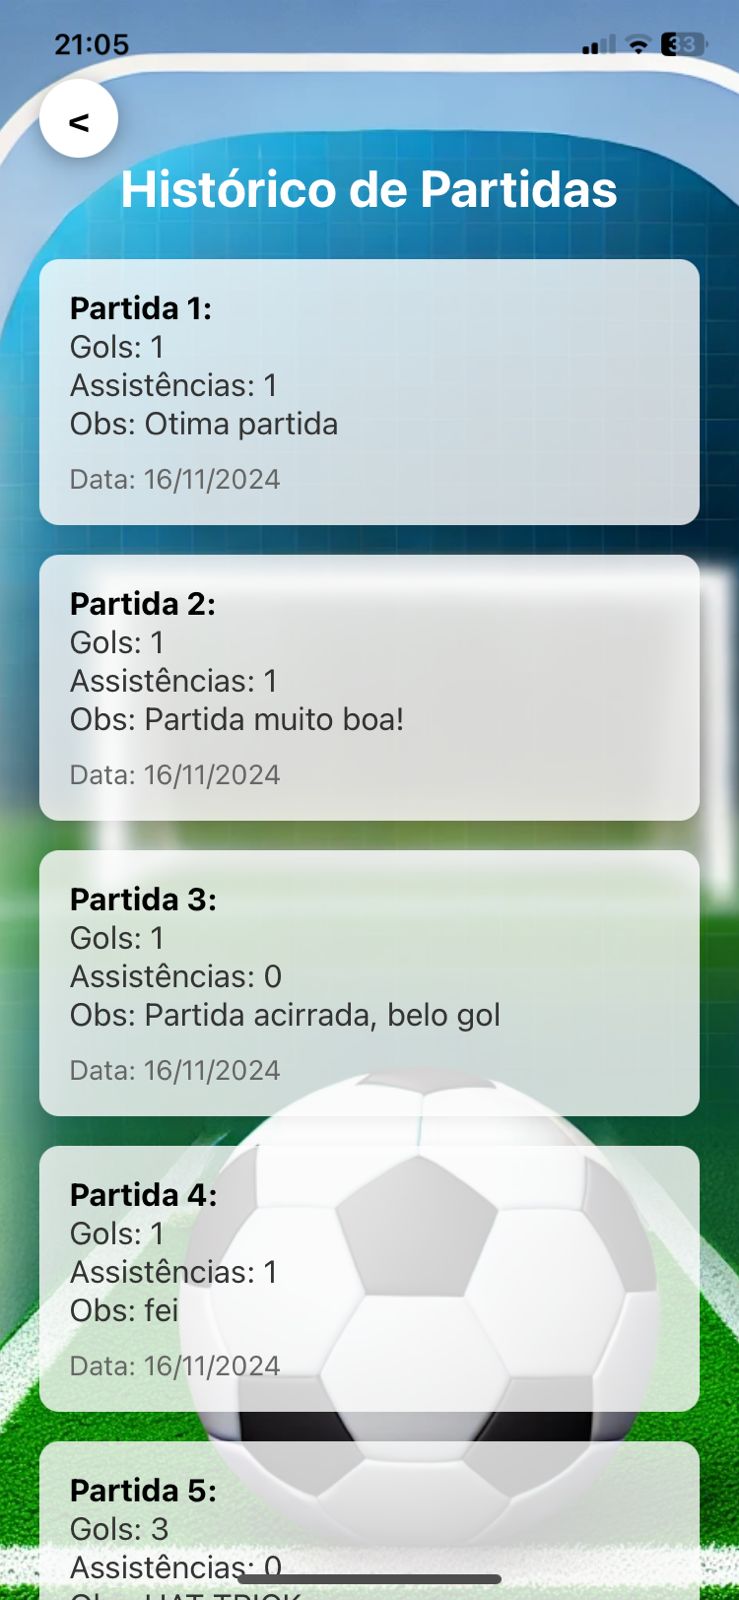 21:05
33
<
Histórico de Partidas
Partida 1:
Gols: 1
Assistências: 1
Obs: Otima partida
Data: 16/11/2024
Partida 2:
Gols: 1
Assistências: 1
Obs: Partida muito boa!
Data: 16/11/2024
Partida 3:
Gols: 1
Assistências: 0
Obs: Partida acirrada, belo gol
Data: 16/11/2024
Partida 4:
Gols: 1
Assistências: 1
Obs: fei
Data: 16/11/2024
Partida 5:
Gols: 3
Assistências: 0
Obs: HAT TRICK